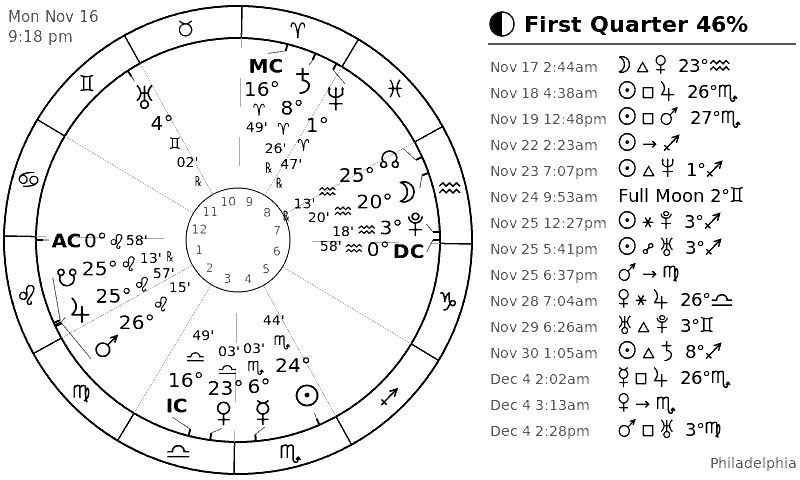 Mon Nov 16
9:18 pm
♉ ♈
♊ ♓
♋ ♒
♌ ♑
♍ ♐
♎ ♏
MC
16° ♈ 49'
♄ 8° ♈ 26' ℞
♆ 1° ♈ 47' ℞
♅ 4° ♊ 02' ℞
☊ 25° ♒ 13' ℞
☽ 20° ♒ 20'
♇ 3° ♒ 18'
DC 0° ♒ 58'
AC 0° ♌ 58'
☋ 25° ♌ 13' ℞
♃ 25° ♌ 57'
♂ 26° ♌ 15'
IC 16° ♎ 49'
♀ 23° ♎ 03'
☿ 6° ♏ 03'
☉ 24° ♏ 44'
10 9
11 8
12 7
1 6
2 5
3 4
First Quarter 46%
Nov 17 2:44am ☽ △ ♀ 23°♒
Nov 18 4:38am ☉ □ ♃ 26°♏
Nov 19 12:48pm ☉ □ ♂ 27°♏
Nov 22 2:23am ☉ → ♐
Nov 23 7:07pm ☉ △ ♆ 1°♐
Nov 24 9:53am Full Moon 2°♊
Nov 25 12:27pm ☉ ⚹ ♇ 3°♐
Nov 25 5:41pm ☉ ☍ ♅ 3°♐
Nov 25 6:37pm ♂ → ♍
Nov 28 7:04am ♀ ⚹ ♃ 26°♎
Nov 29 6:26am ♅ △ ♇ 3°♊
Nov 30 1:05am ☉ △ ♄ 8°♐
Dec 4 2:02am ☿ □ ♃ 26°♏
Dec 4 3:13am ♀ → ♏
Dec 4 2:28pm ♂ □ ♅ 3°♍
Philadelphia